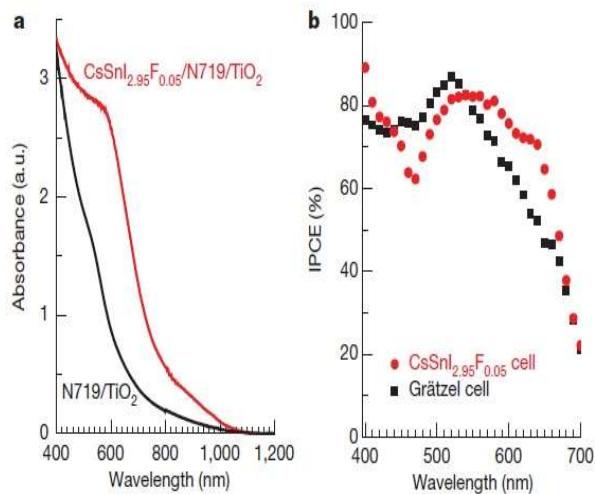 a
CsSnI2.95F0.05/N719/TiO2
N719/TiO2
Absorbance (a.u.)
3
2
1
0
400 600 800 1,000 1,200
Wavelength (nm)
b
IPCE (%)
100
80
60
40
20
0
CsSnI2.95F0.05 cell
Grätzel cell
400 500 600 700
Wavelength (nm)